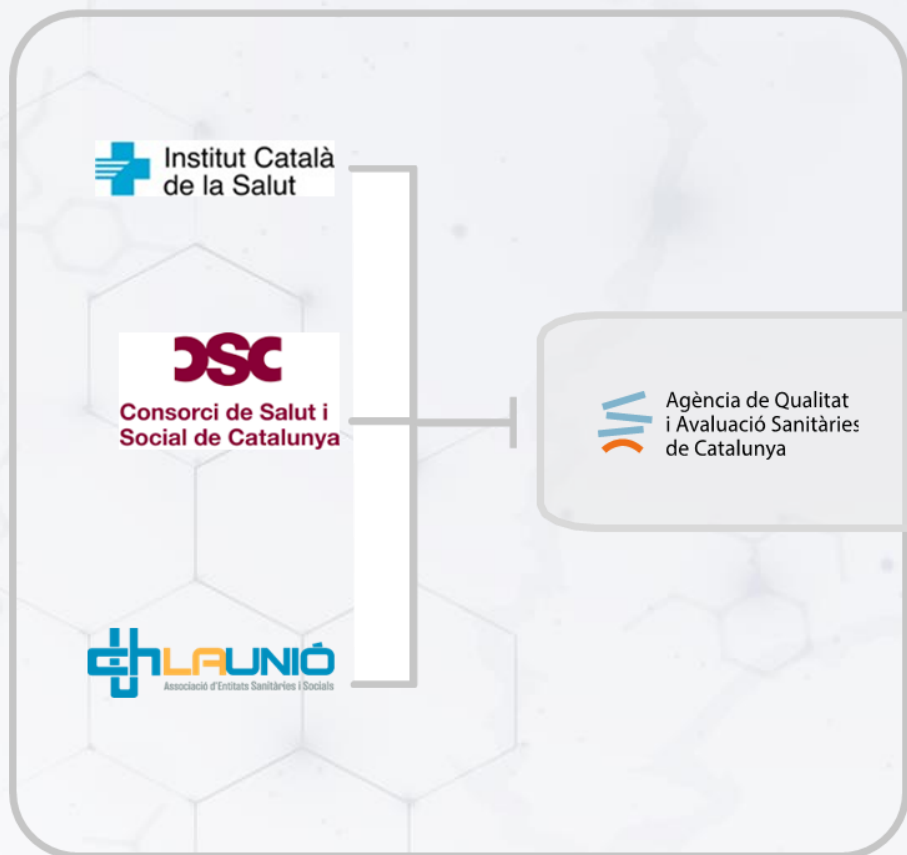 Institut Català
de la Salut
CSC
Consorci de Salut i
Social de Catalunya
LAUNIÓ
Associació d'Entitats Sanitàries i Socials
Agència de Qualitat
i Avaluació Sanitàries
de Catalunya